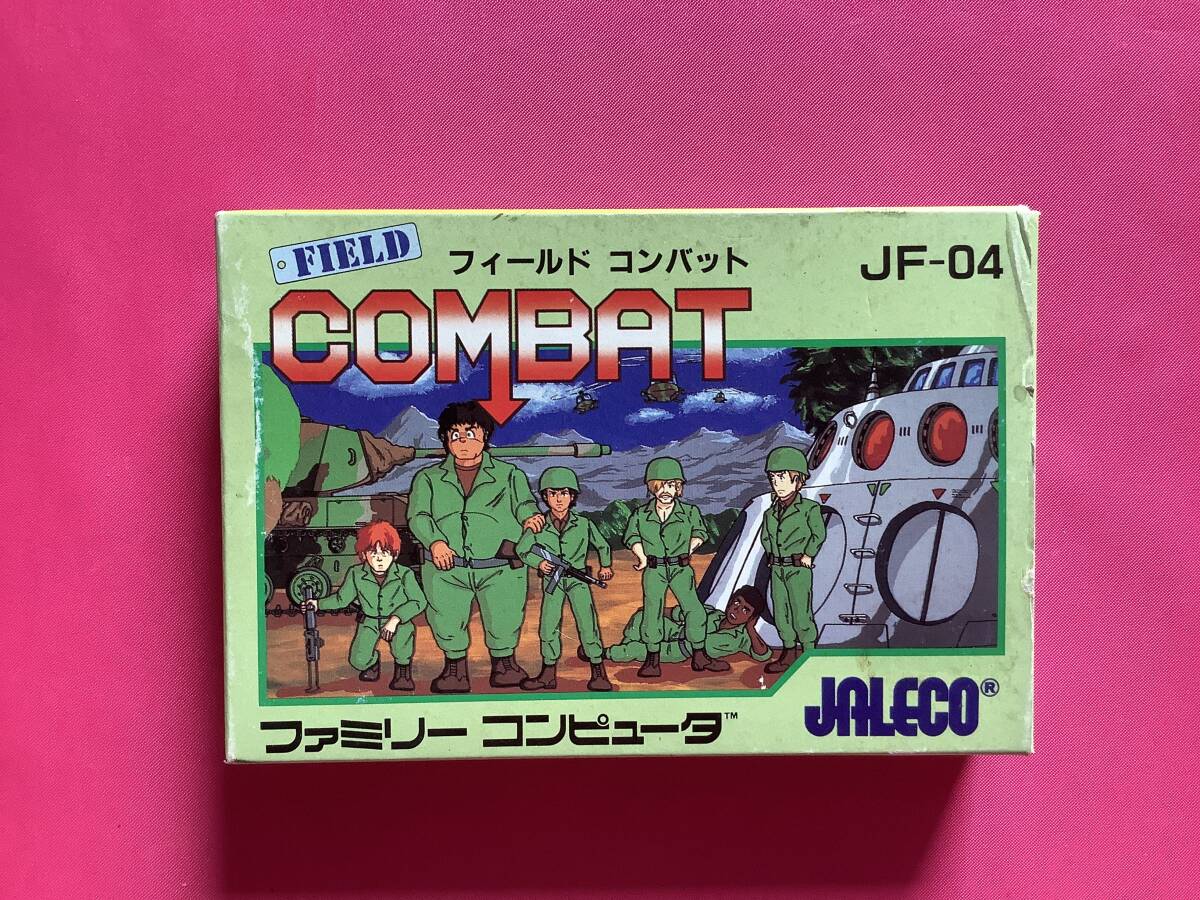 FIELD
フィールド コンバット
JF-04
COMBAT
ファミリー コンピュータ™
JALECO®